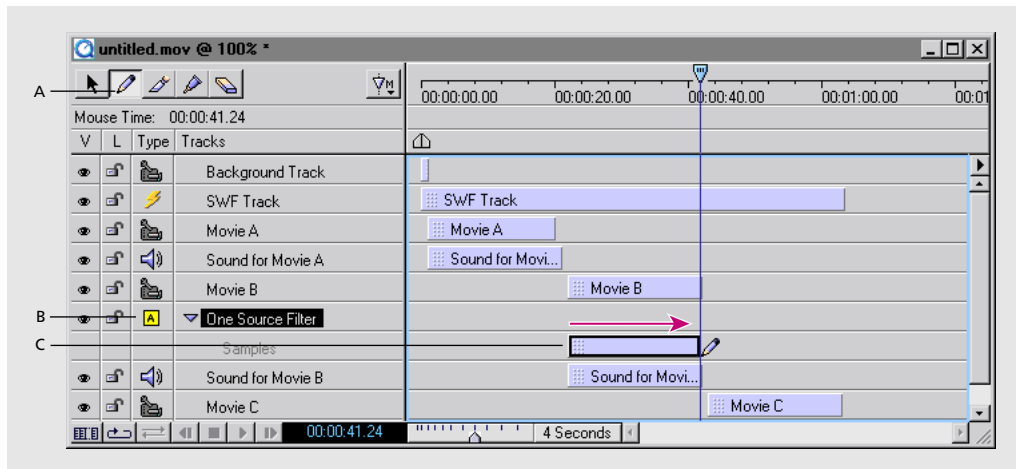 untitled.mov @ 100% *
A
M
00:00:00.00 00:00:20.00 00:00:40.00 00:01:00.00 00:01
Mouse Time: 00:00:41.24
V L Type Tracks
Background Track
SWF Track SWF Track
Movie A Movie A
Sound for Movie A Sound for Movi...
Movie B Movie B
B A One Source Filter
C Samples
Sound for Movie B Sound for Movi...
Movie C Movie C
00:00:41.24 4 Seconds